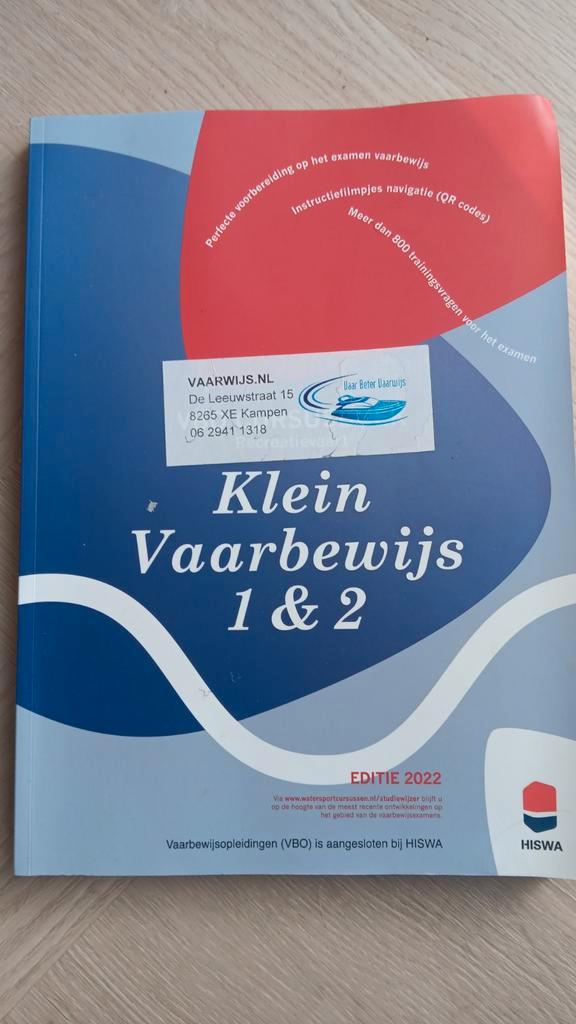 Perfecte voorbereiding op het examen vaarbewijs
Instructiefilmpjes navigatie (QR codes)
Meer dan 800 trainingsvragen voor het examen
VAARWIJS.NL
De Leeuwstraat 15
8265 XE Kampen
06 2941 1318
Vaar Beter Vaarwijs
Recreatievaart
Klein
Vaarbewijs
1 & 2
EDITIE 2022
Via www.watersportcursussen.nl/studiewijzer blijft u
op de hoogte van de meest recente ontwikkelingen op
het gebied van de vaarbewijsexamens.
Vaarbewijsopleidingen (VBO) is aangesloten bij HISWA
HISWA